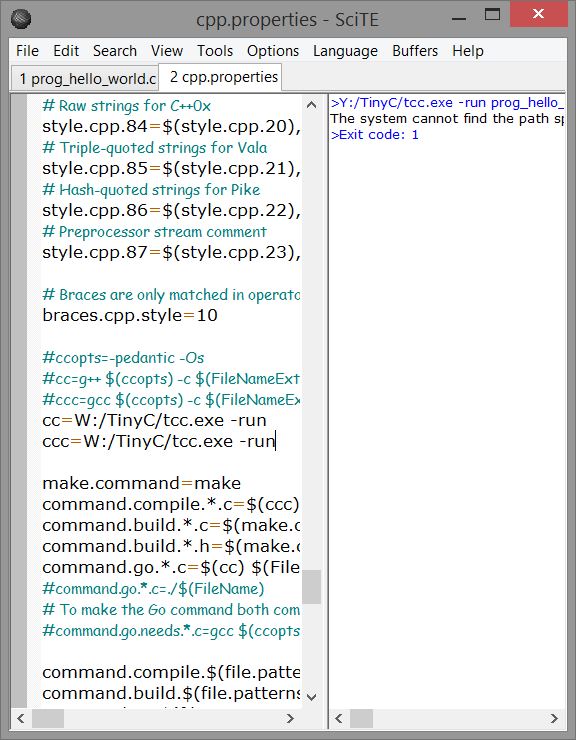 cpp.properties - SciTE
File Edit Search View Tools Options Language Buffers Help
1 prog_hello_world.c 2 cpp.properties
# Raw strings for C++0x
style.cpp.84=$(style.cpp.20),
# Triple-quoted strings for Vala
style.cpp.85=$(style.cpp.21),
# Hash-quoted strings for Pike
style.cpp.86=$(style.cpp.22),
# Preprocessor stream comment
style.cpp.87=$(style.cpp.23),
# Braces are only matched in operato
braces.cpp.style=10
#ccopts=-pedantic -Os
#cc=g++ $(ccopts) -c $(FileNameExt
#ccc=gcc $(ccopts) -c $(FileNameEx
cc=W:/TinyC/tcc.exe -run
ccc=W:/TinyC/tcc.exe -run
make.command=make
command.compile.*.c=$(ccc)
command.build.*.c=$(make.c
command.build.*.h=$(make.c
command.go.*.c=$(cc) $(File
#command.go.*.c=./$(FileName)
# To make the Go command both com
#command.go.needs.*.c=gcc $(ccopts
command.compile.$(file.patte
command.build.$(file.patterns
>Y:/TinyC/tcc.exe -run prog_hello_
The system cannot find the path sp
>Exit code: 1